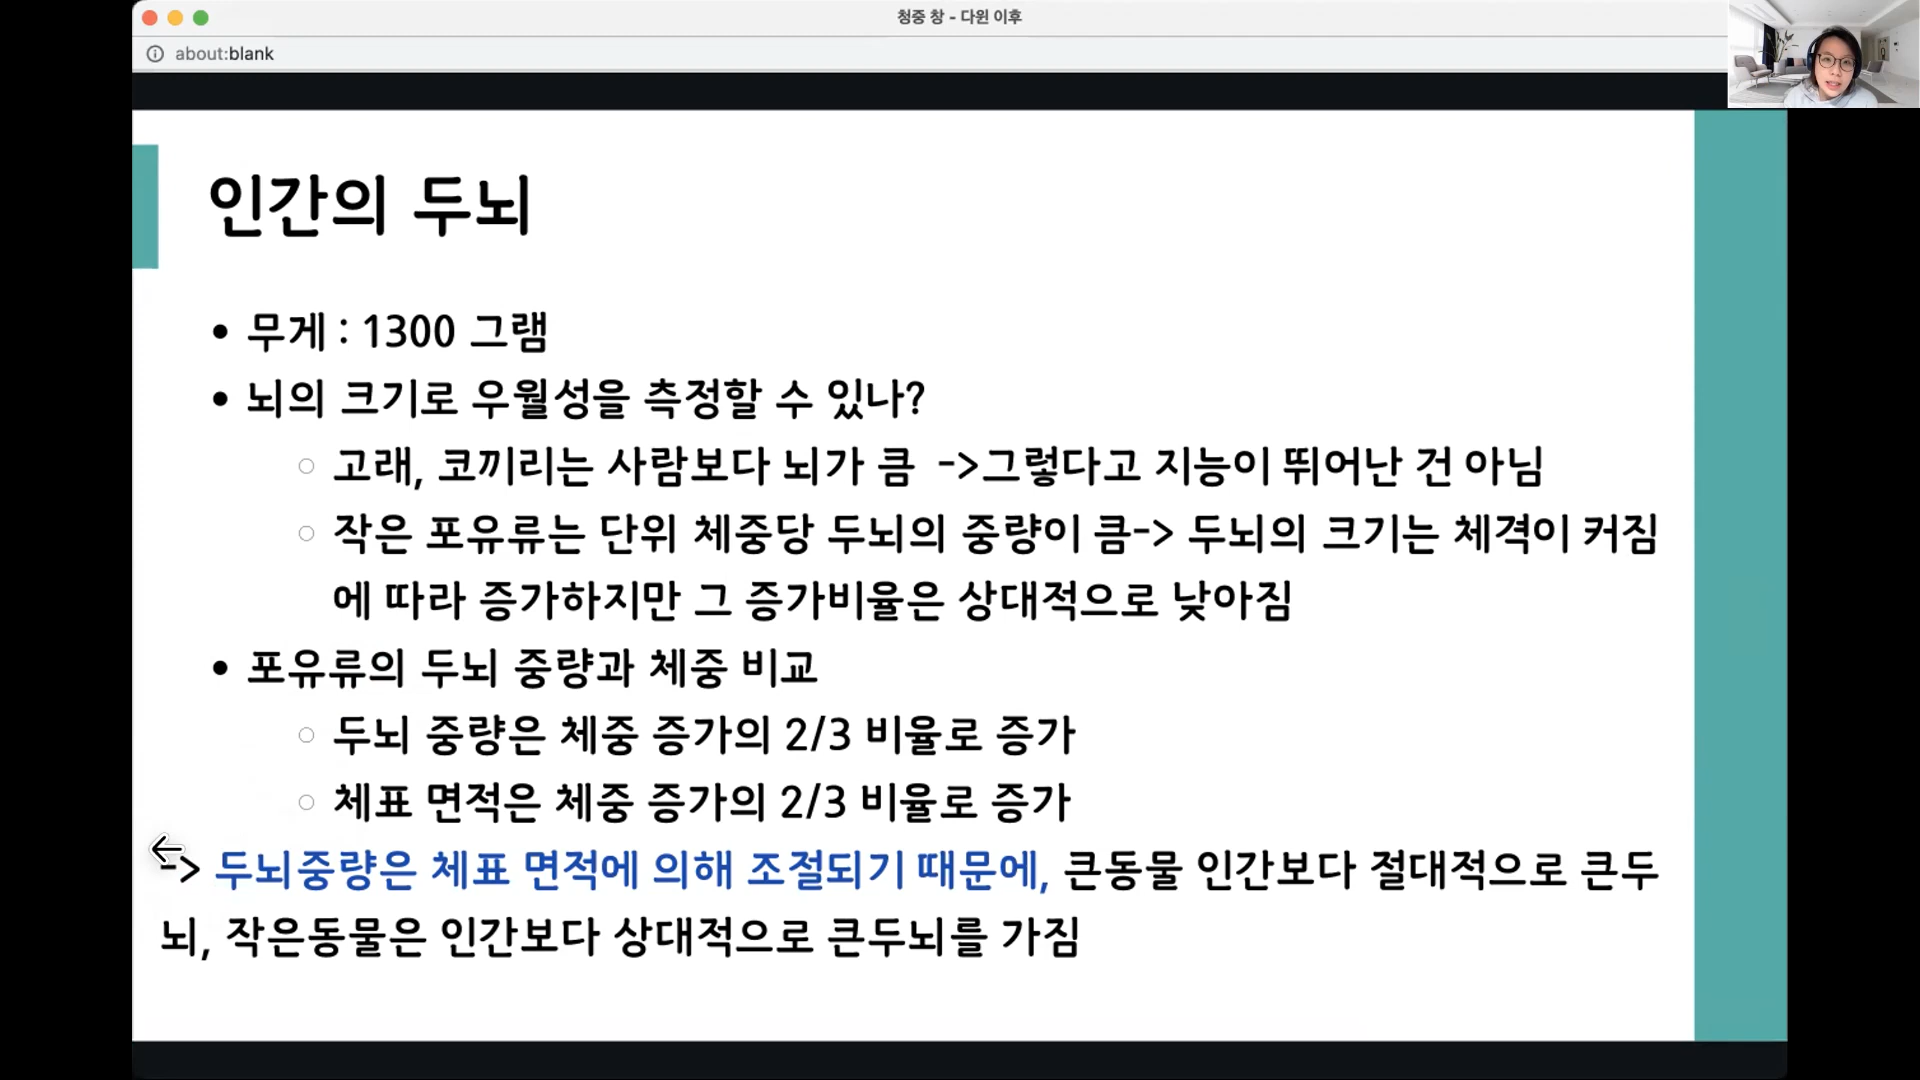 청중 창 - 다윈 이후
about:blank
인간의 두뇌
• 무게 : 1300 그램
• 뇌의 크기로 우월성을 측정할 수 있나?
○ 고래, 코끼리는 사람보다 뇌가 큼 ->그렇다고 지능이 뛰어난 건 아님
○ 작은 포유류는 단위 체중당 두뇌의 중량이 큼-> 두뇌의 크기는 체격이 커짐
에 따라 증가하지만 그 증가비율은 상대적으로 낮아짐
• 포유류의 두뇌 중량과 체중 비교
○ 두뇌 중량은 체중 증가의 2/3 비율로 증가
○ 체표 면적은 체중 증가의 2/3 비율로 증가
-> 두뇌중량은 체표 면적에 의해 조절되기 때문에, 큰동물 인간보다 절대적으로 큰두
뇌, 작은동물은 인간보다 상대적으로 큰두뇌를 가짐